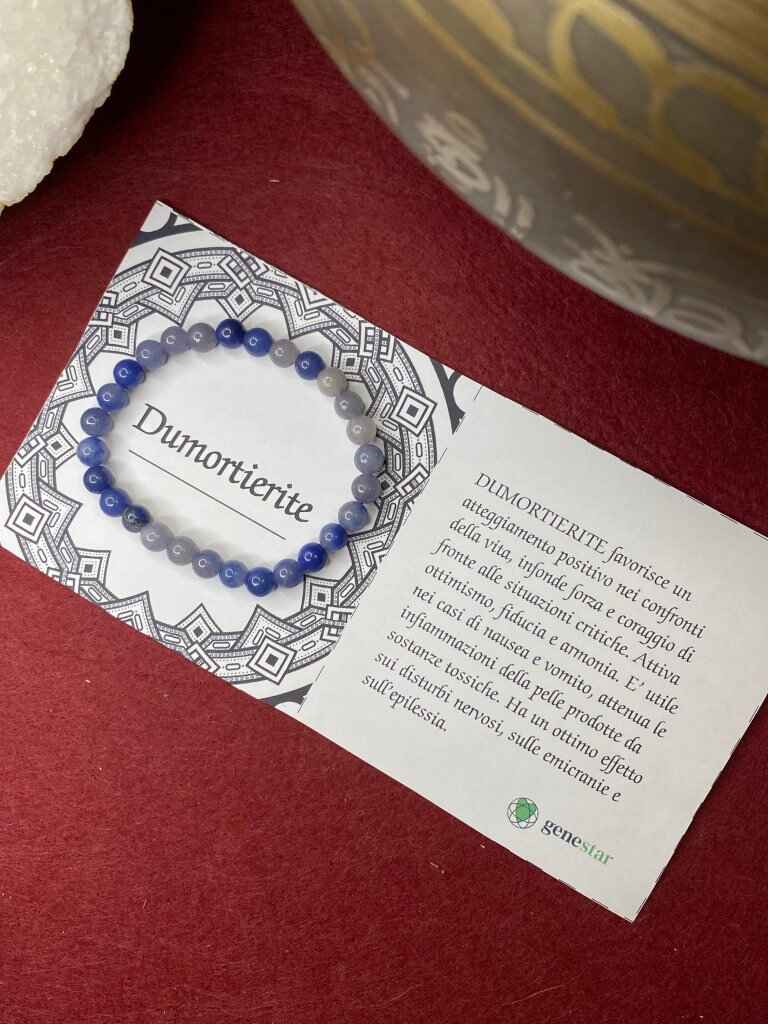 Dumortierite
DUMORTIERITE favorisce un
atteggiamento positivo nei confronti
della vita, infonde forza e coraggio di
fronte alle situazioni critiche. Attiva
ottimismo, fiducia e armonia. E' utile
nei casi di nausea e vomito, attenua le
infiammazioni della pelle prodotte da
sostanze tossiche. Ha un ottimo effetto
sui disturbi nervosi, sulle emicranie e
sull'epilessia.
genestar